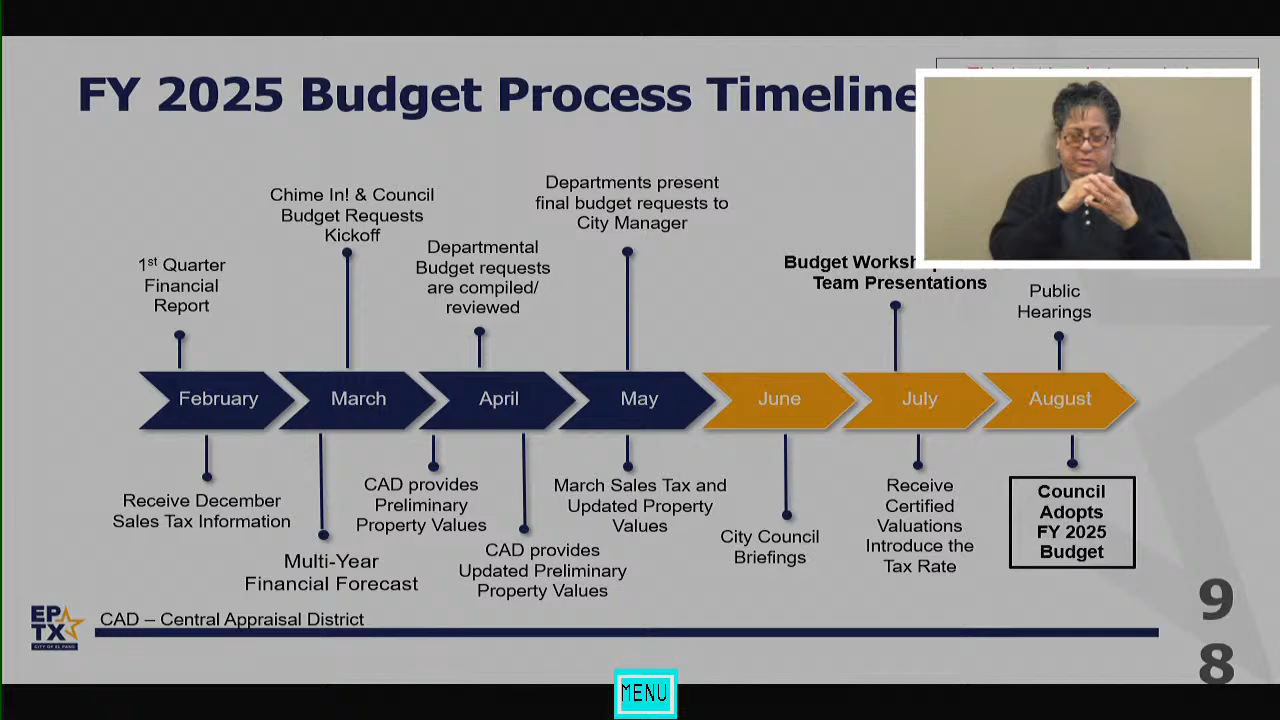 FY 2025 Budget Process Timeline
Chime In! & Council
Budget Requests
Kickoff
Departments present
final budget requests to
City Manager
Departmental
Budget requests
are compiled/
reviewed
1st Quarter
Financial
Report
Budget
Team Presentations
Public
Hearings
February
March
April
May
June
July
August
Receive December
Sales Tax Information
Multi-Year
Financial Forecast
CAD provides
Preliminary
Property Values
CAD provides
Updated Preliminary
Property Values
March Sales Tax and
Updated Property
Values
City Council
Briefings
Receive
Certified
Valuations
Introduce the
Tax Rate
Council
Adopts
FY 2025
Budget
EP
TX
CITY OF EL PASO
CAD – Central Appraisal District
9
8
MENU